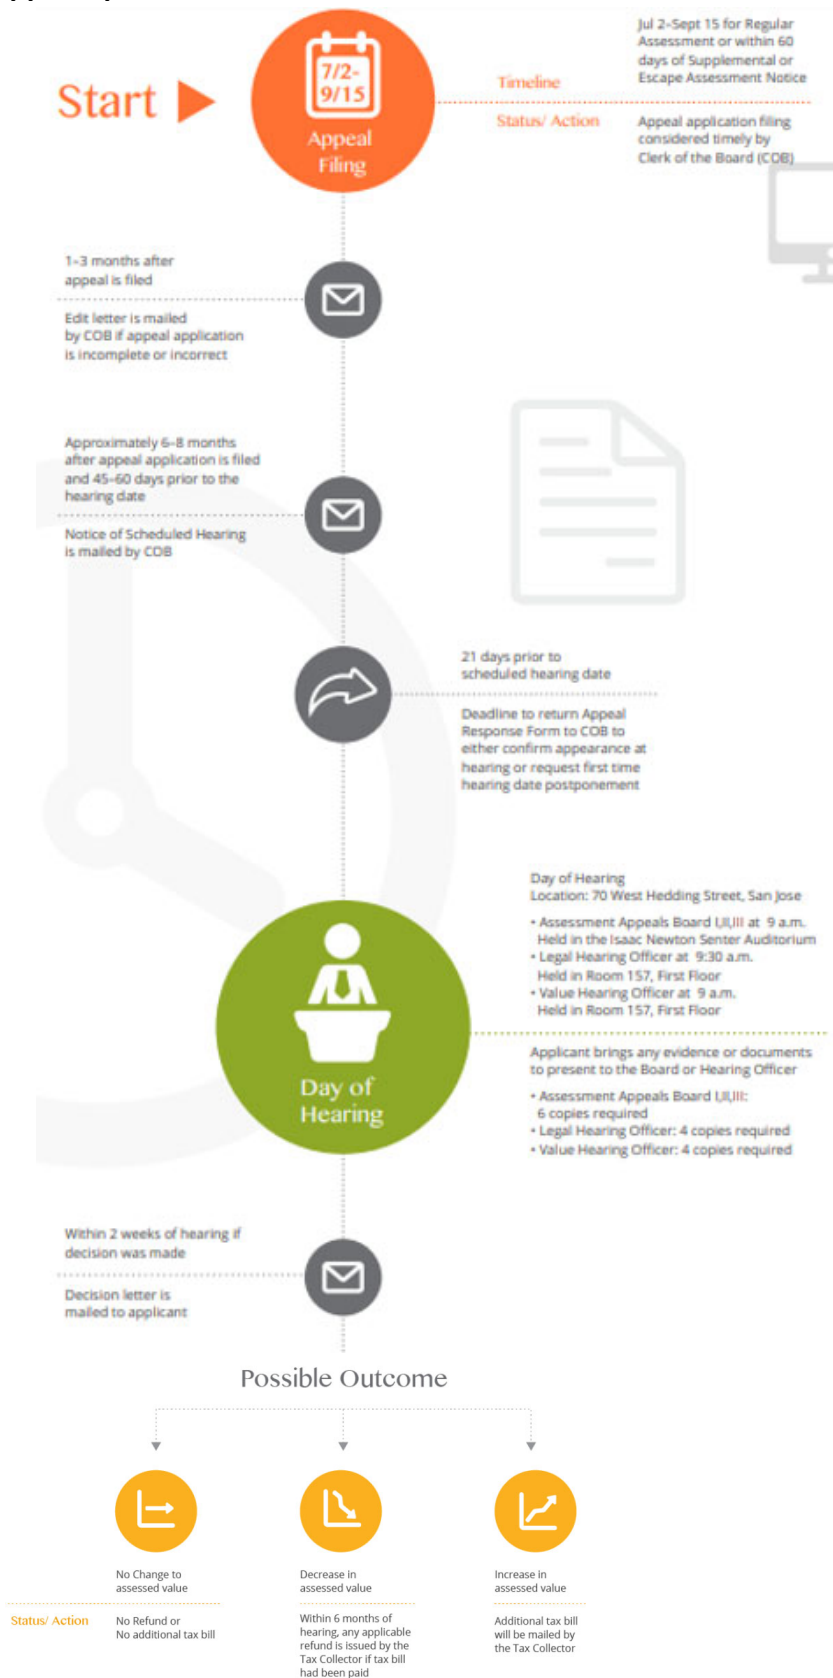 Start
7/2-
9/15
Appeal
Filing
Timeline
Jul 2–Sept 15 for Regular
Assessment or within 60
days of Supplemental or
Escape Assessment Notice
Status/ Action
Appeal application filing
considered timely by
Clerk of the Board (COB)
1–3 months after
appeal is filed
Edit letter is mailed
by COB if appeal application
is incomplete or incorrect
Approximately 6–8 months
after appeal application is filed
and 45–60 days prior to the
hearing date
Notice of Scheduled Hearing
is mailed by COB
21 days prior to
scheduled hearing date
Deadline to return Appeal
Response Form to COB to
either confirm appearance at
hearing or request first time
hearing date postponement
Day of
Hearing
Day of Hearing
Location: 70 West Hedding Street, San Jose
• Assessment Appeals Board I,II,III at 9 a.m.
Held in the Isaac Newton Senter Auditorium
• Legal Hearing Officer at 9:30 a.m.
Held in Room 157, First Floor
• Value Hearing Officer at 9 a.m.
Held in Room 157, First Floor
Applicant brings any evidence or documents
to present to the Board or Hearing Officer
• Assessment Appeals Board I,II,III:
6 copies required
• Legal Hearing Officer: 4 copies required
• Value Hearing Officer: 4 copies required
Within 2 weeks of hearing if
decision was made
Decision letter is
mailed to applicant
Possible Outcome
No Change to
assessed value
Decrease in
assessed value
Increase in
assessed value
Status/ Action
No Refund or
No additional tax bill
Within 6 months of
hearing, any applicable
refund is issued by the
Tax Collector if tax bill
had been paid
Additional tax bill
will be mailed by
the Tax Collector